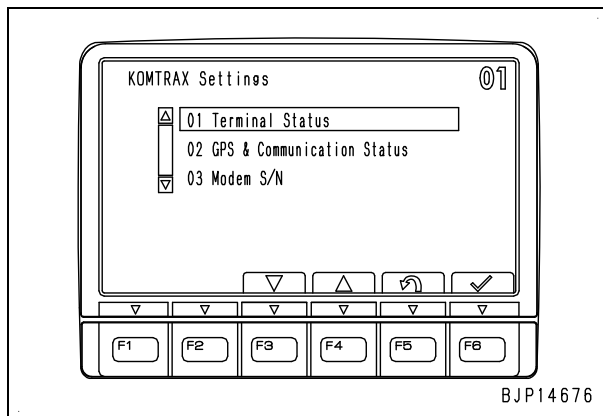 KOMTRAX Settings 01
01 Terminal Status
02 GPS & Communication Status
03 Modem S/N
F1 F2 F3 F4 F5 F6
BJP14676